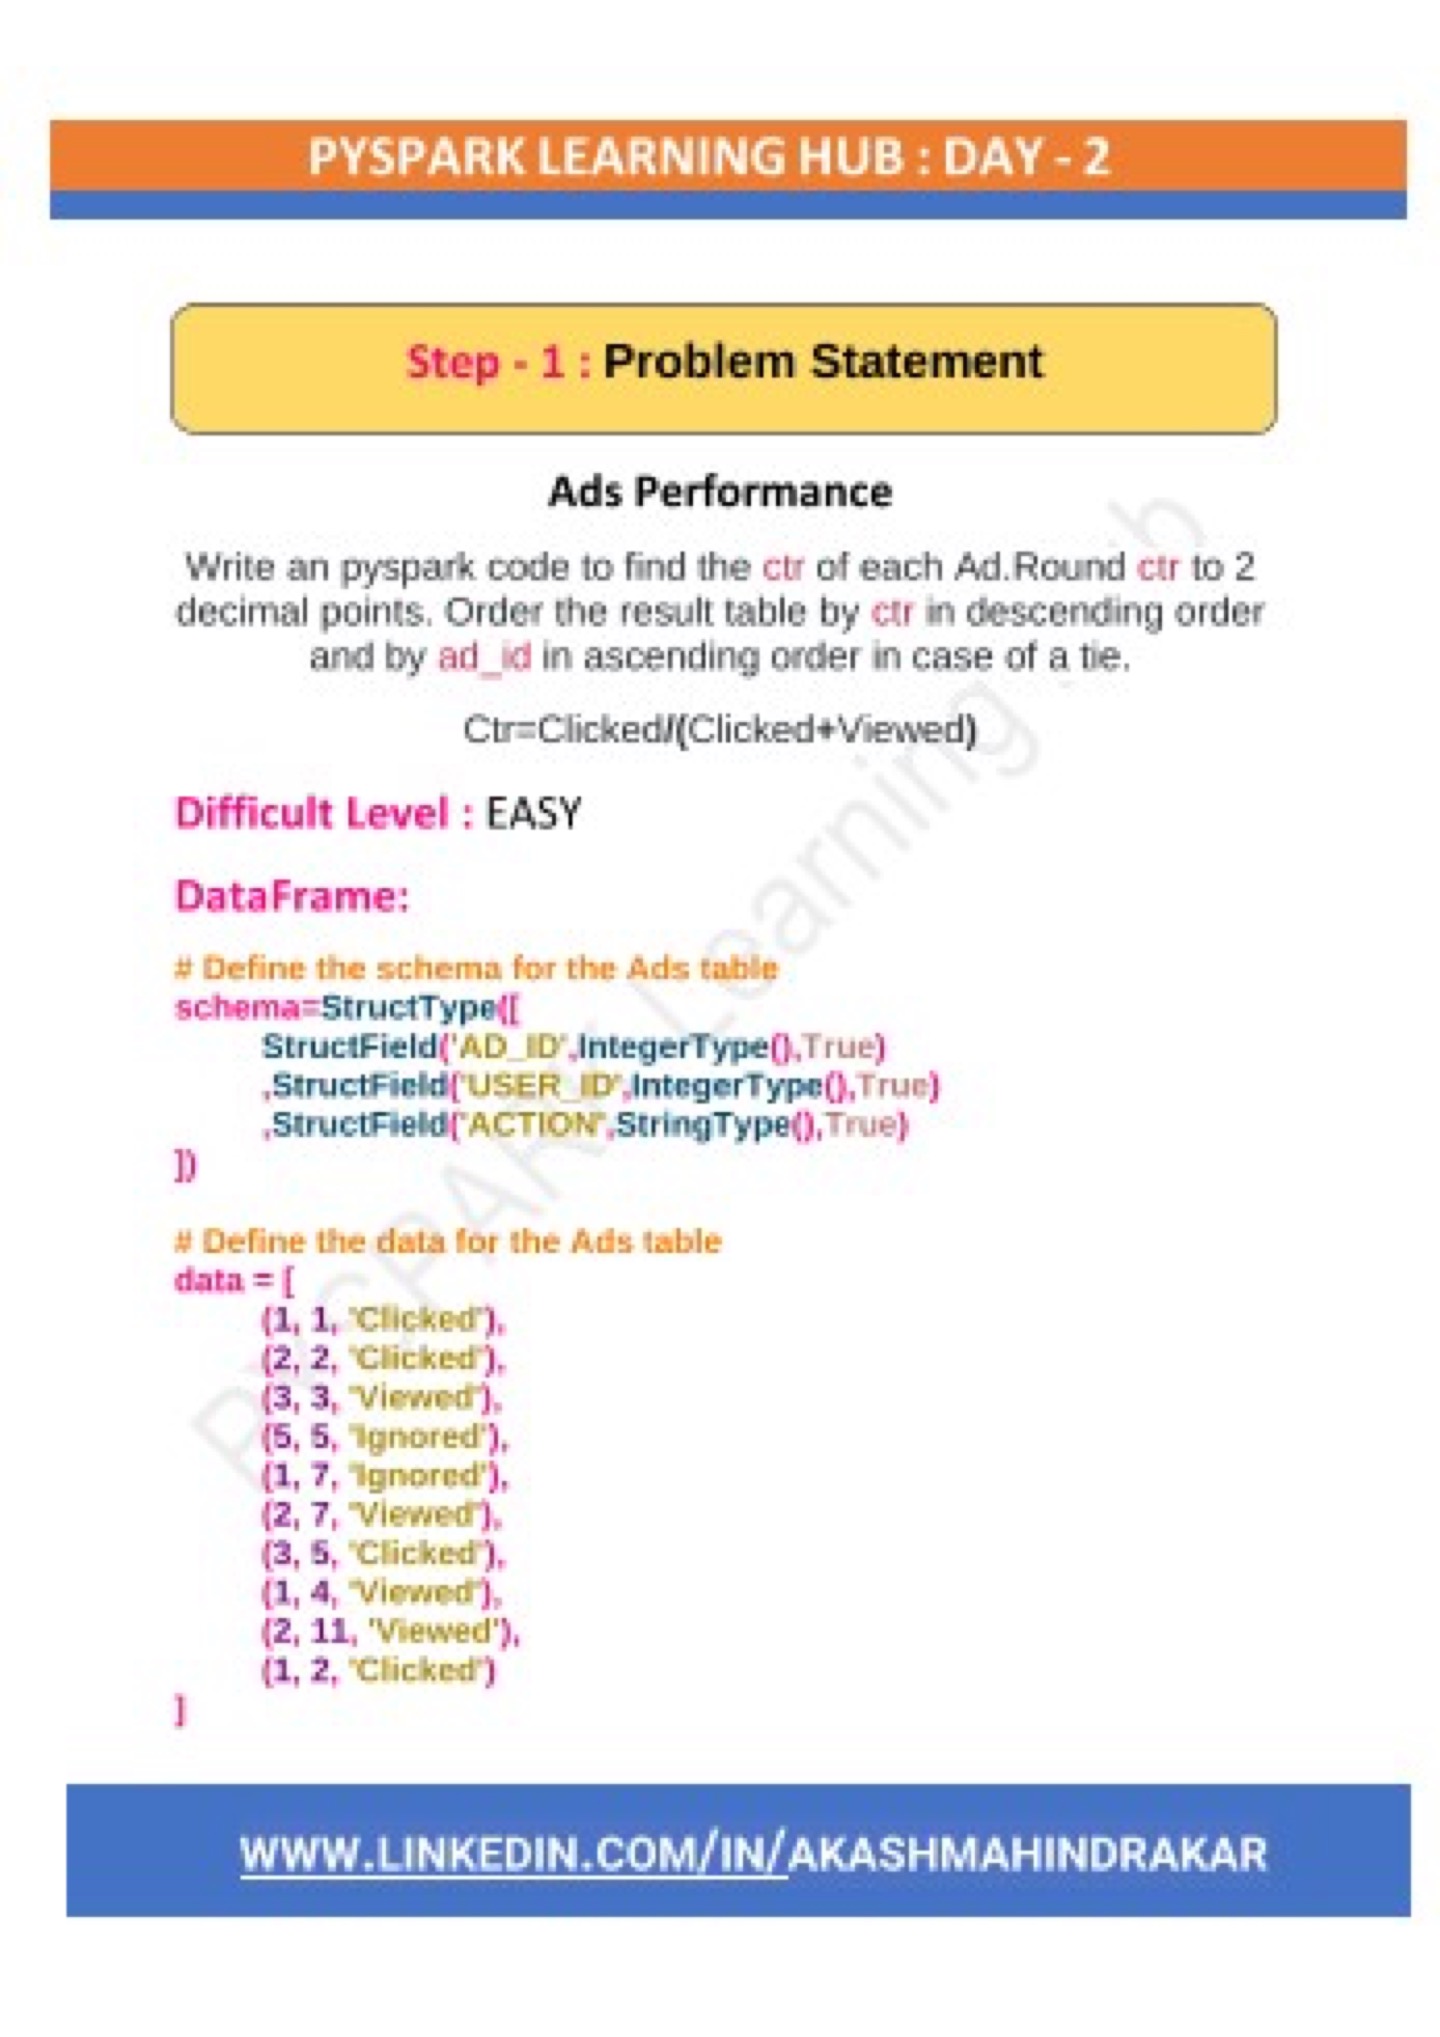 PYSPARK LEARNING HUB : DAY - 2
Step - 1 : Problem Statement
Ads Performance
Write an pyspark code to find the ctr of each Ad.Round ctr to 2
decimal points. Order the result table by ctr in descending order
and by ad_id in ascending order in case of a tie.
Ctr=Clicked/(Clicked+Viewed)
Difficult Level : EASY
DataFrame:
# Define the schema for the Ads table
schema=StructType([
StructField('AD_ID',IntegerType(),True)
,StructField('USER_ID',IntegerType(),True)
,StructField('ACTION',StringType(),True)
])
# Define the data for the Ads table
data = [
(1, 1, 'Clicked'),
(2, 2, 'Clicked'),
(3, 3, 'Viewed'),
(5, 5, 'Ignored'),
(1, 7, 'Ignored'),
(2, 7, 'Viewed'),
(3, 5, 'Clicked'),
(1, 4, 'Viewed'),
(2, 11, 'Viewed'),
(1, 2, 'Clicked')
]
PYSPARK Learning
WWW.LINKEDIN.COM/IN/AKASHMAHINDRAKAR